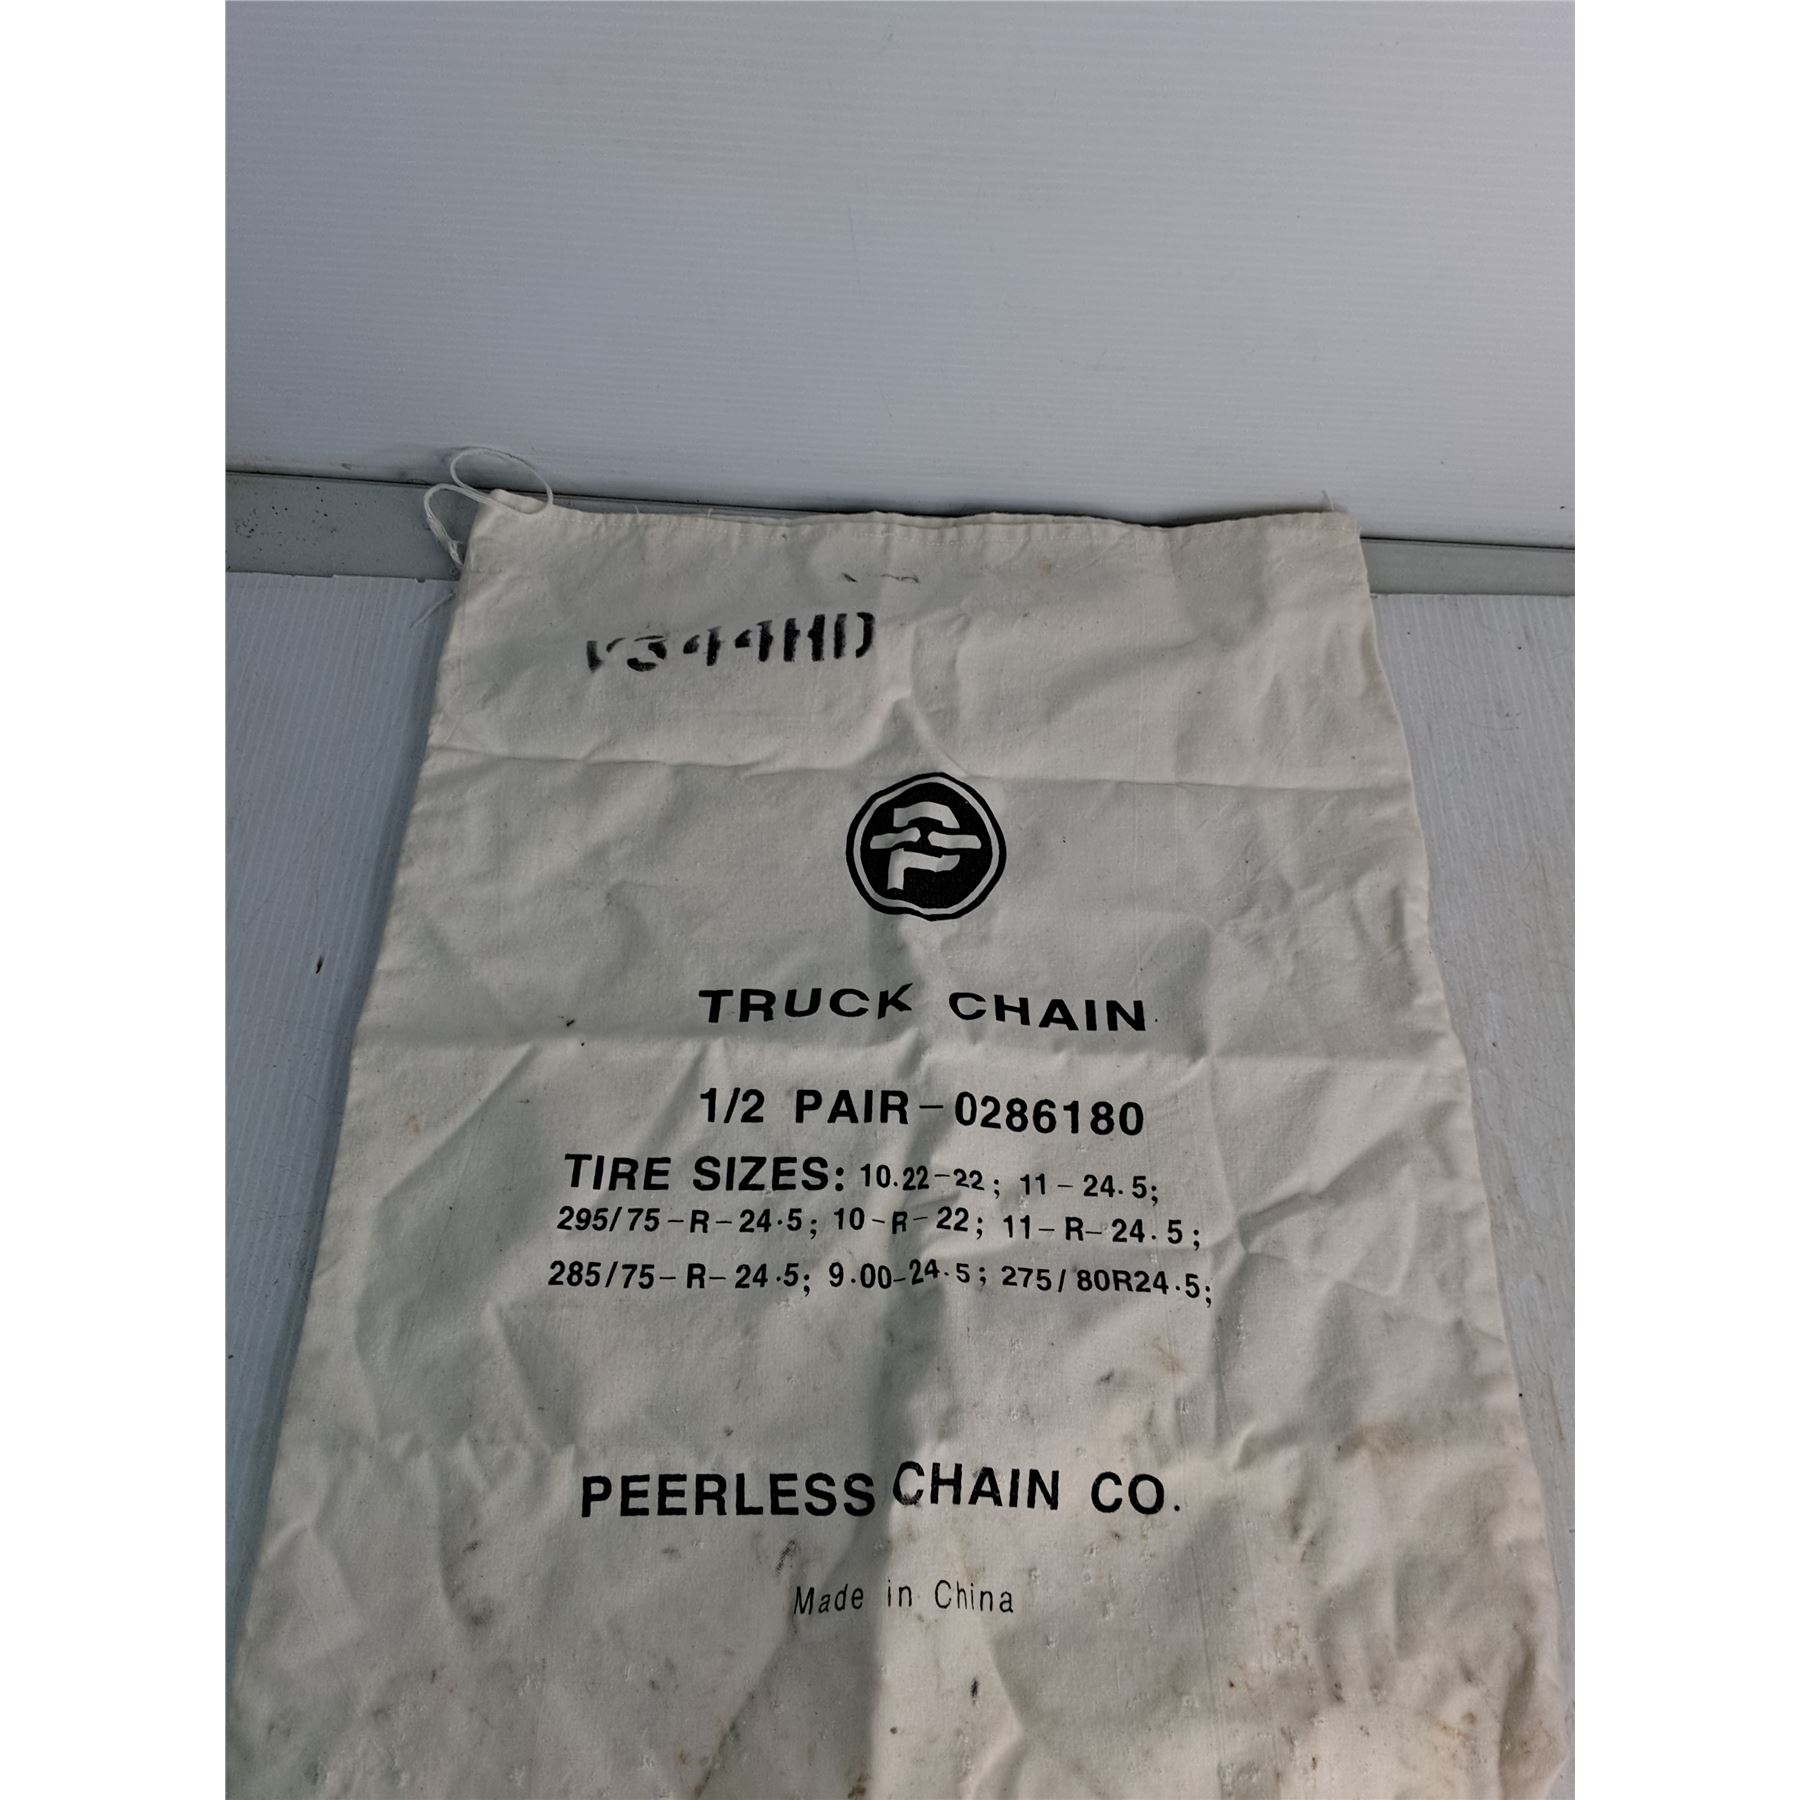 V344HD
TRUCK CHAIN
1/2 PAIR-0286180
TIRE SIZES: 10.22-22; 11-24.5;
295/75-R-24.5; 10-R-22; 11-R-24.5;
285/75-R-24.5; 9.00-24.5; 275/80R24.5;
PEERLESS CHAIN CO.
Made in China